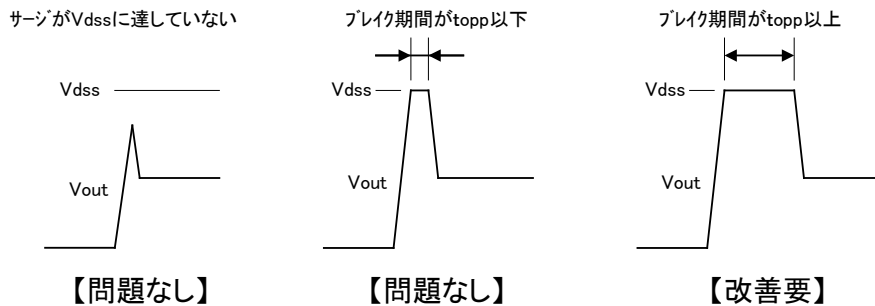 サージがVdssに達していない
ブレイク期間がtopp以下
ブレイク期間がtopp以上
Vdss
Vdss
Vdss
Vout
Vout
Vout
【問題なし】
【問題なし】
【改善要】